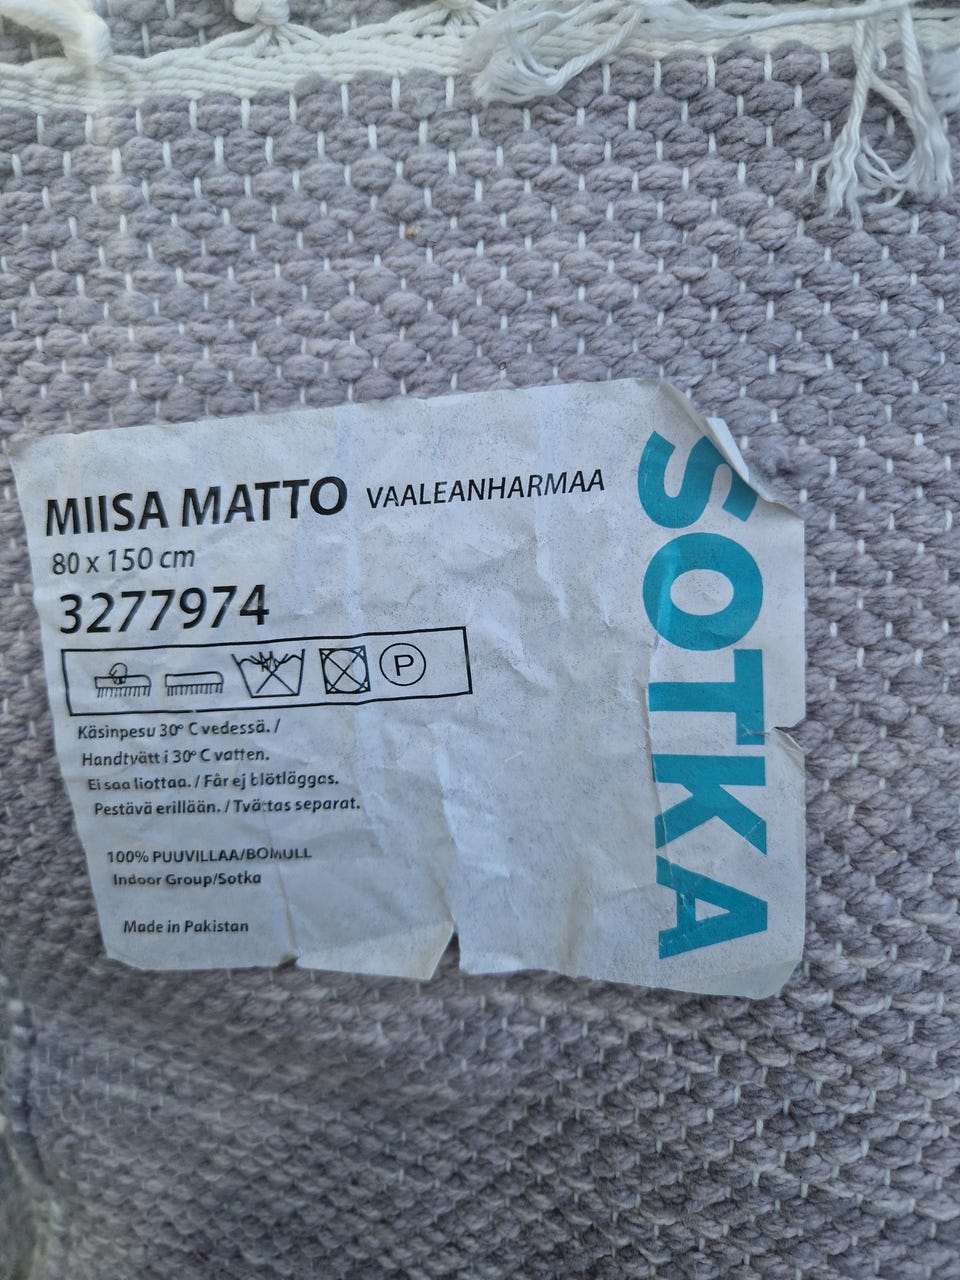 MIISA MATTO VAALEANHARMAA
80 x 150 cm
3277974
P
Käsinpesu 30° C vedessä. /
Handtvätt i 30° C vatten.
Ei saa liottaa. / Får ej blötläggas.
Pestävä erillään. / Tvättas separat.
100% PUUVILLAA/BOMULL
Indoor Group/Sotka
Made in Pakistan
SOTKA